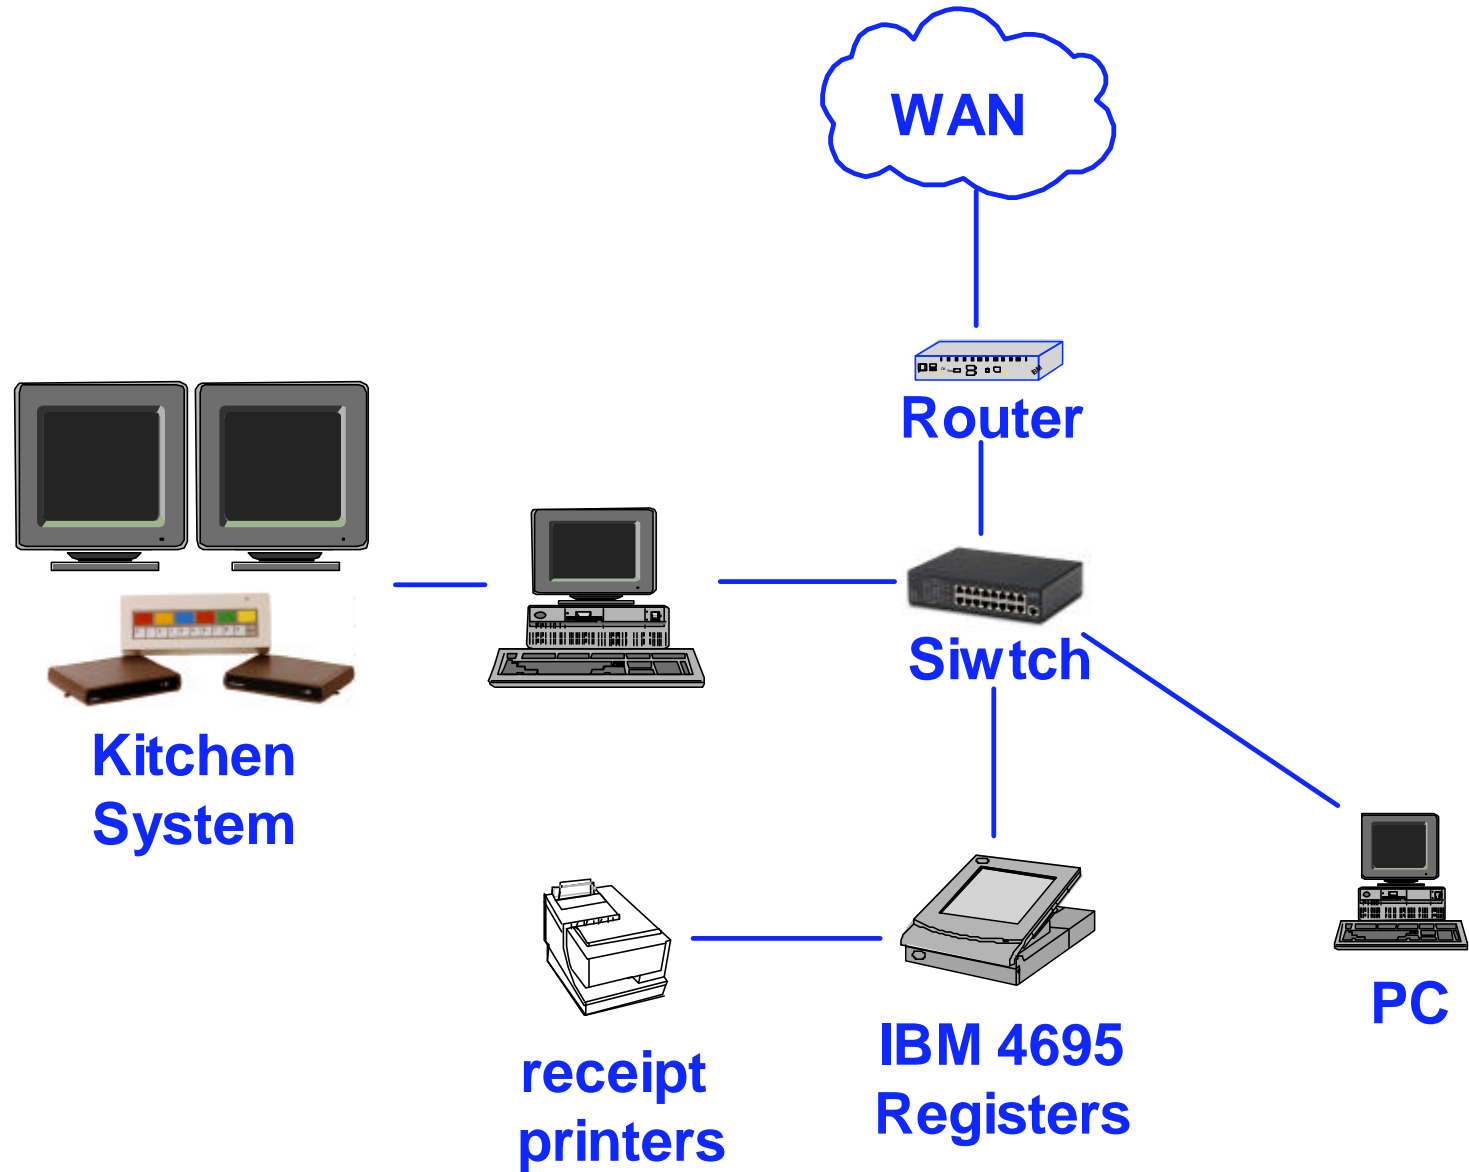 WAN
Router
Siwtch
Kitchen
System
PC
IBM 4695
Registers
receipt
printers